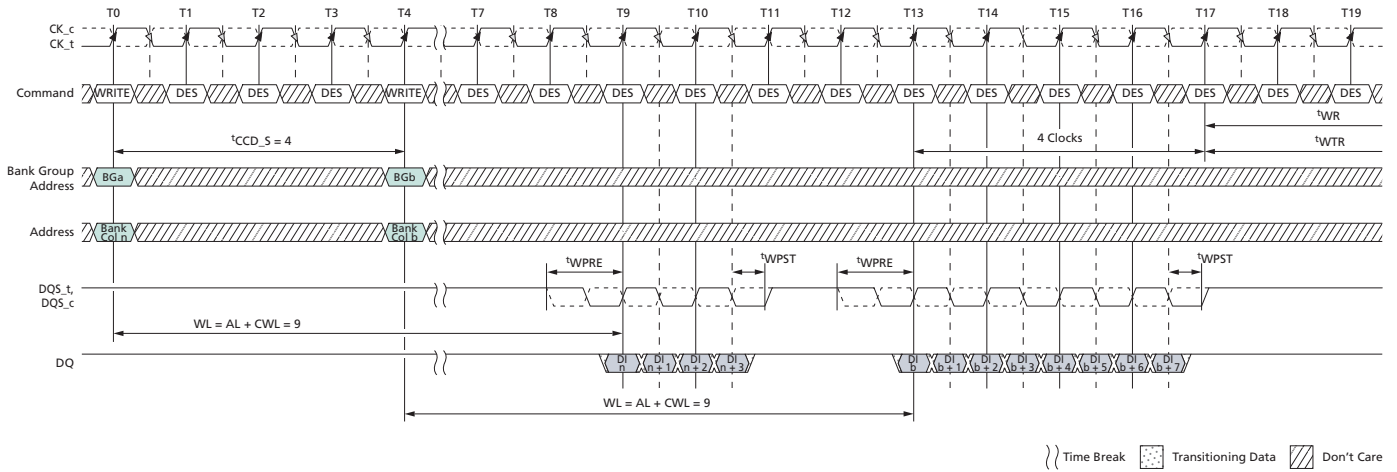 T0 T1 T2 T3 T4 T7 T8 T9 T10 T11 T12 T13 T14 T15 T16 T17 T18 T19
CK_c
CK_t
Command WRITE DES DES DES WRITE DES DES DES DES DES DES DES DES DES DES DES DES DES
tWR
tCCD_S = 4 4 Clocks tWTR
Bank Group
Address BGa BGb
Address Bank
Col n Bank
Col b
tWPRE tWPST tWPRE tWPST
DQS_t,
DQS_c
WL = AL + CWL = 9
DQ DI
n DI
n + 1 DI
n + 2 DI
n + 3 DI
b DI
b + 1 DI
b + 2 DI
b + 3 DI
b + 4 DI
b + 5 DI
b + 6 DI
b + 7
WL = AL + CWL = 9
Time Break Transitioning Data Don't Care